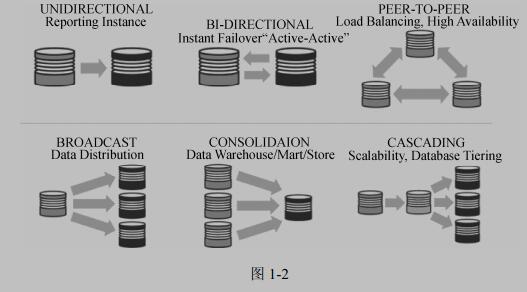 UNIDIRECTIONAL
Reporting Instance
BI-DIRECTIONAL
Instant Failover“Active-Active”
PEER-TO-PEER
Load Balancing, High Availability
BROADCAST
Data Distribution
CONSOLIDAION
Data Warehouse/Mart/Store
CASCADING
Scalability, Database Tiering
图 1-2